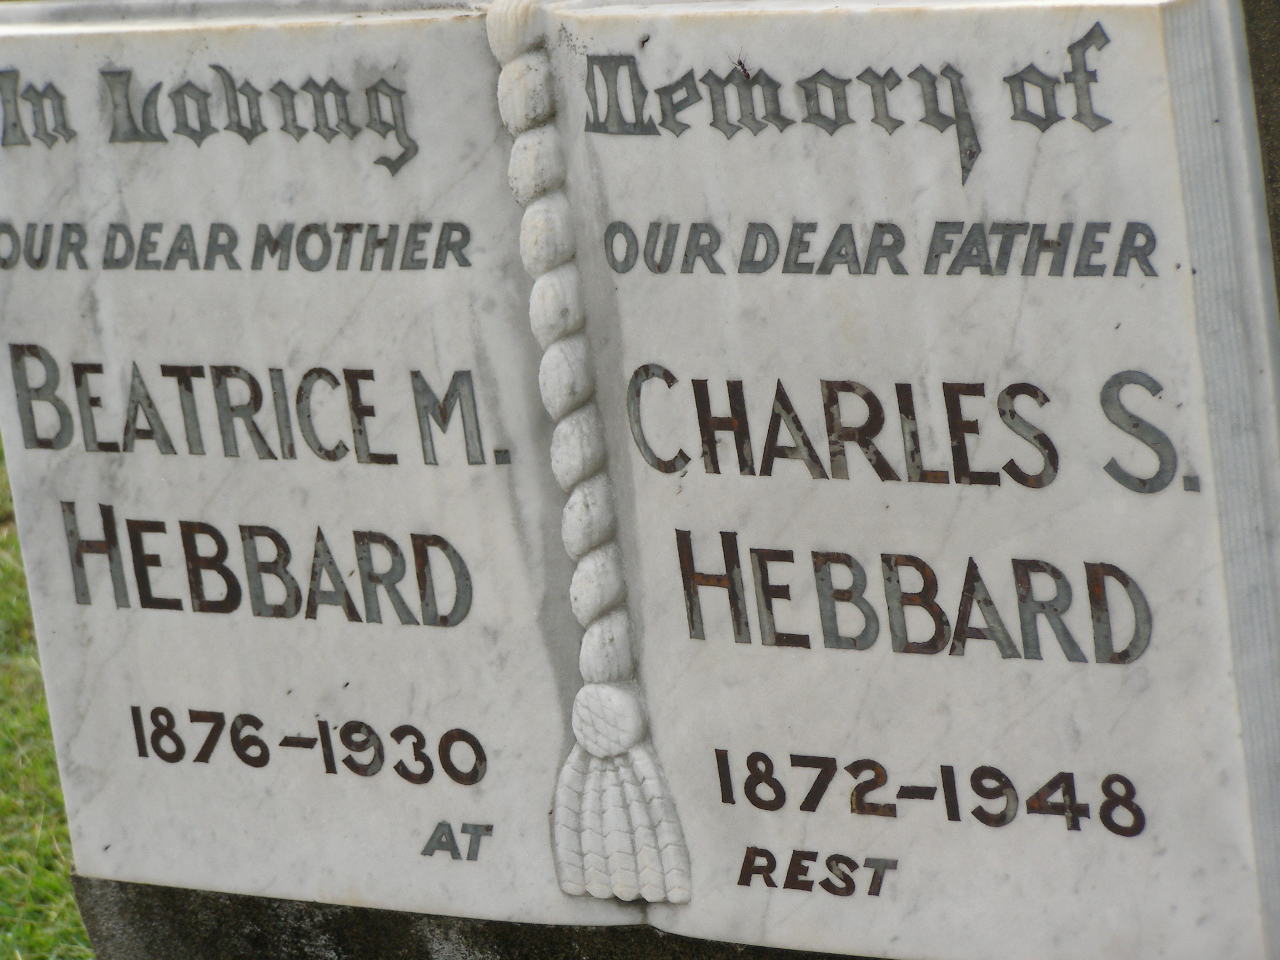 In Loving
OUR DEAR MOTHER
BEATRICE M.
HEBBARD
1876-1930
AT
Memory of
OUR DEAR FATHER
CHARLES S.
HEBBARD
1872-1948
REST